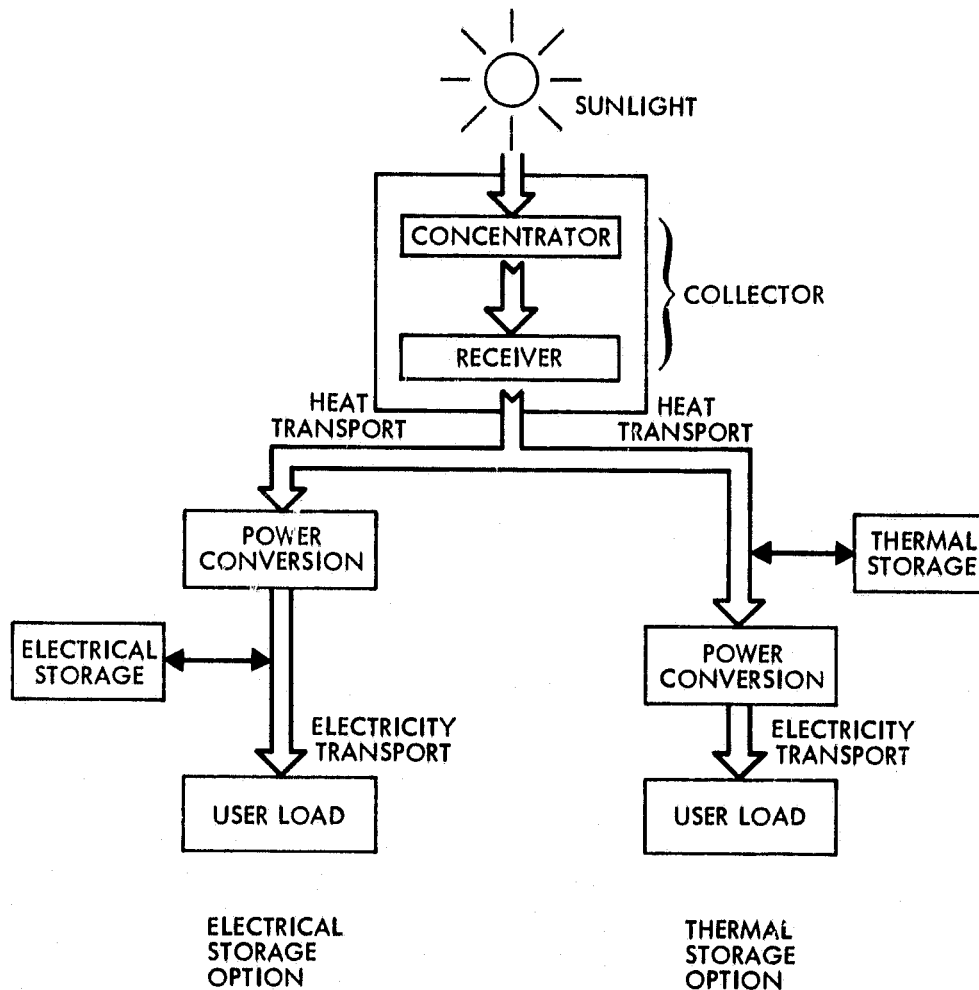 SUNLIGHT
CONCENTRATOR
COLLECTOR
RECEIVER
HEAT
TRANSPORT
HEAT
TRANSPORT
POWER
CONVERSION
THERMAL
STORAGE
ELECTRICAL
STORAGE
POWER
CONVERSION
ELECTRICITY
TRANSPORT
ELECTRICITY
TRANSPORT
USER LOAD
USER LOAD
ELECTRICAL
STORAGE
OPTION
THERMAL
STORAGE
OPTION